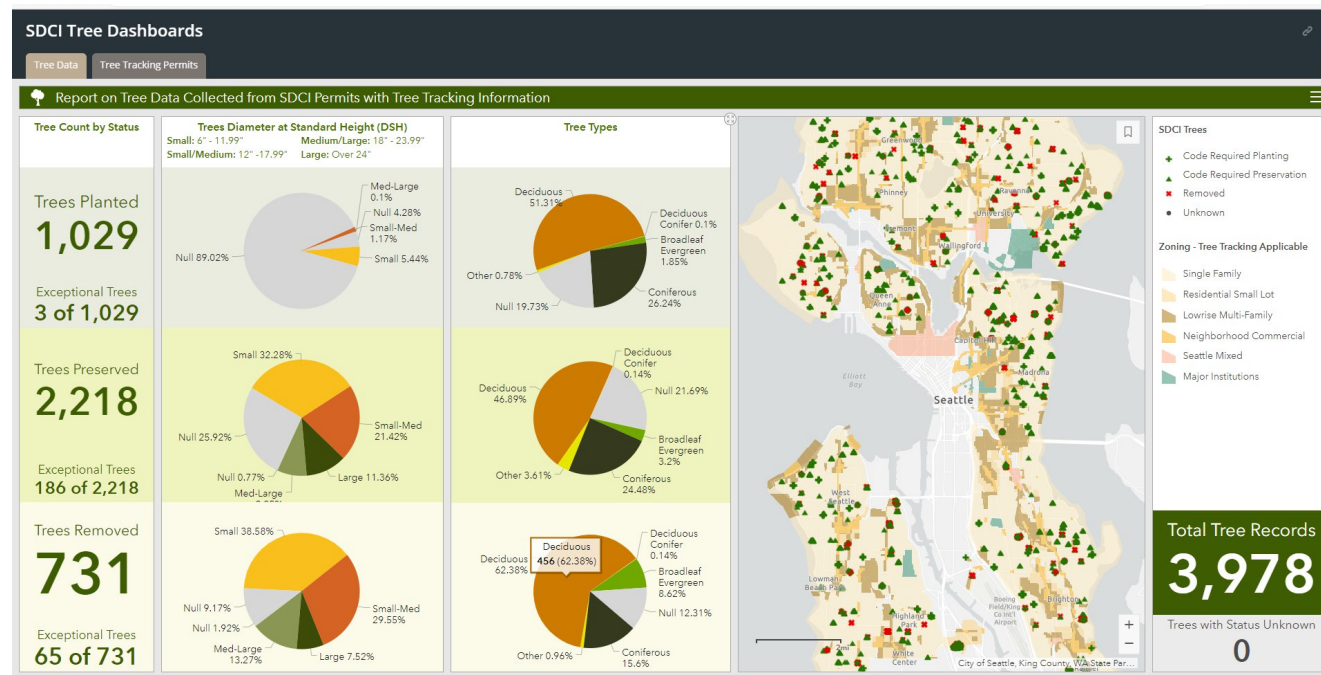 SDCI Tree Dashboards
Tree Data
Tree Tracking Permits
Report on Tree Data Collected from SDCI Permits with Tree Tracking Information
Tree Count by Status
Trees Planted
1,029
Exceptional Trees
3 of 1,029
Trees Preserved
2,218
Exceptional Trees
186 of 2,218
Trees Removed
731
Exceptional Trees
65 of 731
Trees Diameter at Standard Height (DSH)
Small: 6" - 11.99" Medium/Large: 18" - 23.99"
Small/Medium: 12" -17.99" Large: Over 24"
Med-Large
0.1%
Null 4.28%
Small-Med
1.17%
Small 5.44%
Null 89.02%
Small 32.28%
Small-Med
21.42%
Large 11.36%
Med-Large
Null 0.77%
Null 25.92%
Small 38.58%
Small-Med
29.55%
Large 7.52%
Med-Large
13.27%
Null 1.92%
Null 9.17%
Tree Types
Deciduous
51.31%
Deciduous
Conifer 0.1%
Broadleaf
Evergreen
1.85%
Coniferous
26.24%
Null 19.73%
Other 0.78%
Deciduous
Conifer
0.14%
Null 21.69%
Broadleaf
Evergreen
3.2%
Coniferous
24.48%
Other 3.61%
Deciduous
46.89%
Deciduous
62.38%
Deciduous
456 (62.38%)
Deciduous
Conifer
0.14%
Broadleaf
Evergreen
8.62%
Null 12.31%
Coniferous
15.6%
Other 0.96%
Greenwood
Phinney
Ravenna
University
Fremont
Wallingford
Queen
Anne
Capitol Hill
Madrona
Elliott
Bay
Seattle
West
Seattle
Lowman
Beach Park
Highland
Park
White
Center
Boeing
Field/King
Co Int'l
Airport
Brighton
2mi
+
−
City of Seattle, King County, WA State Par...
SDCI Trees
Code Required Planting
Code Required Preservation
Removed
Unknown
Zoning - Tree Tracking Applicable
Single Family
Residential Small Lot
Lowrise Multi-Family
Neighborhood Commercial
Seattle Mixed
Major Institutions
Total Tree Records
3,978
Trees with Status Unknown
0